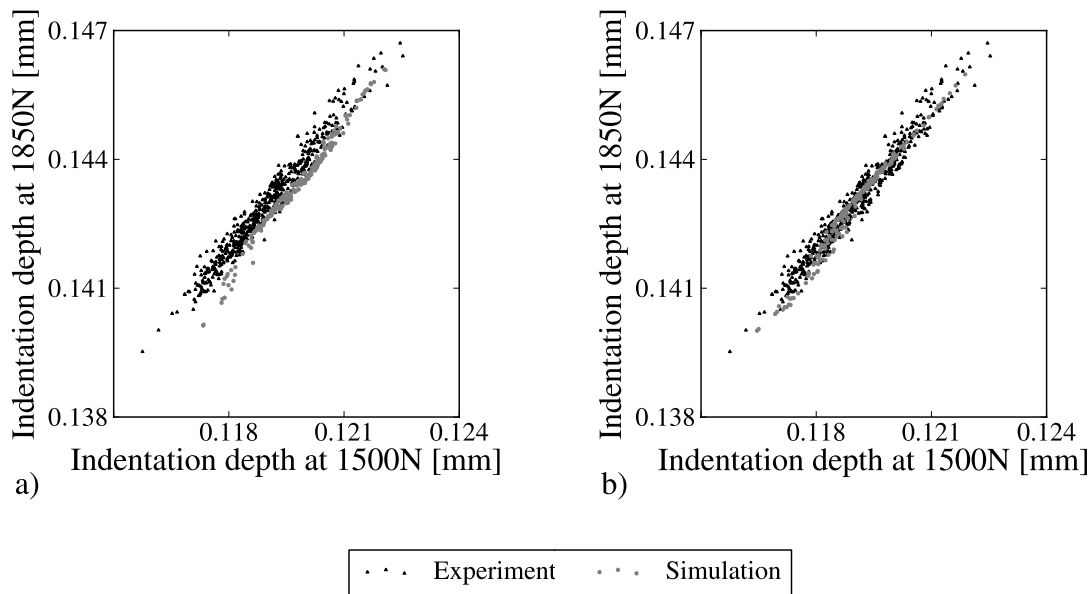 0.147
0.144
0.141
0.138
0.118 0.121 0.124
Indentation depth at 1850N [mm]
Indentation depth at 1500N [mm]
a)
0.147
0.144
0.141
0.138
0.118 0.121 0.124
Indentation depth at 1850N [mm]
Indentation depth at 1500N [mm]
b)
Experiment Simulation